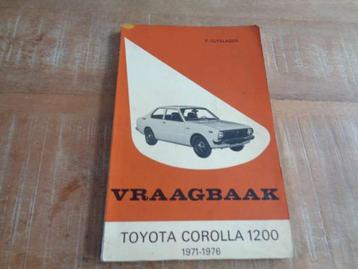 P. OLYSLAGER
VRAAGBAAK
TOYOTA COROLLA 1200
1971-1976